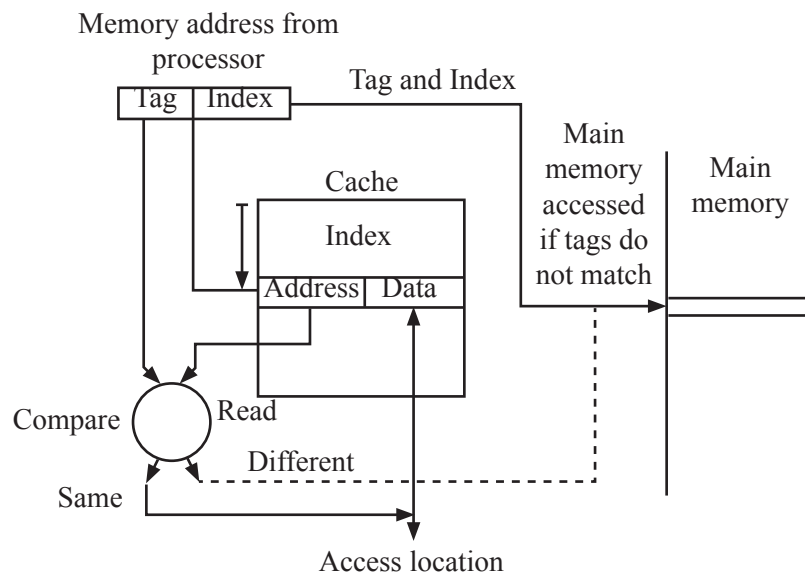 Memory address from
processor
Tag
Index
Tag and Index
Main
memory
accessed
if tags do
not match
Main
memory
Cache
Index
Address
Data
Compare
Read
Different
Same
Access location